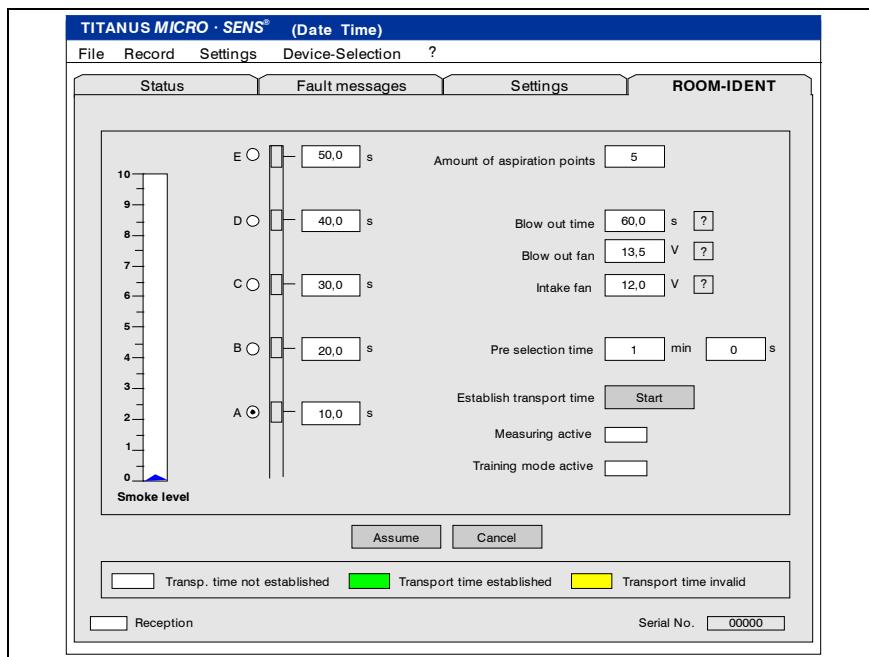 TITANUS MICRO · SENS® (Date Time)
File Record Settings Device-Selection ?
Status Fault messages Settings ROOM-IDENT
E 50,0 s Amount of aspiration points 5
10
9
D 40,0 s Blow out time 60,0 s ?
8
Blow out fan 13,5 V ?
7
C 30,0 s Intake fan 12,0 V ?
6
5
B 20,0 s Pre selection time 1 min 0 s
4
3
Establish transport time Start
A 10,0 s
2
Measuring active
1
Training mode active
0
Smoke level
Assume Cancel
Transp. time not established Transport time established Transport time invalid
Reception Serial No. 00000